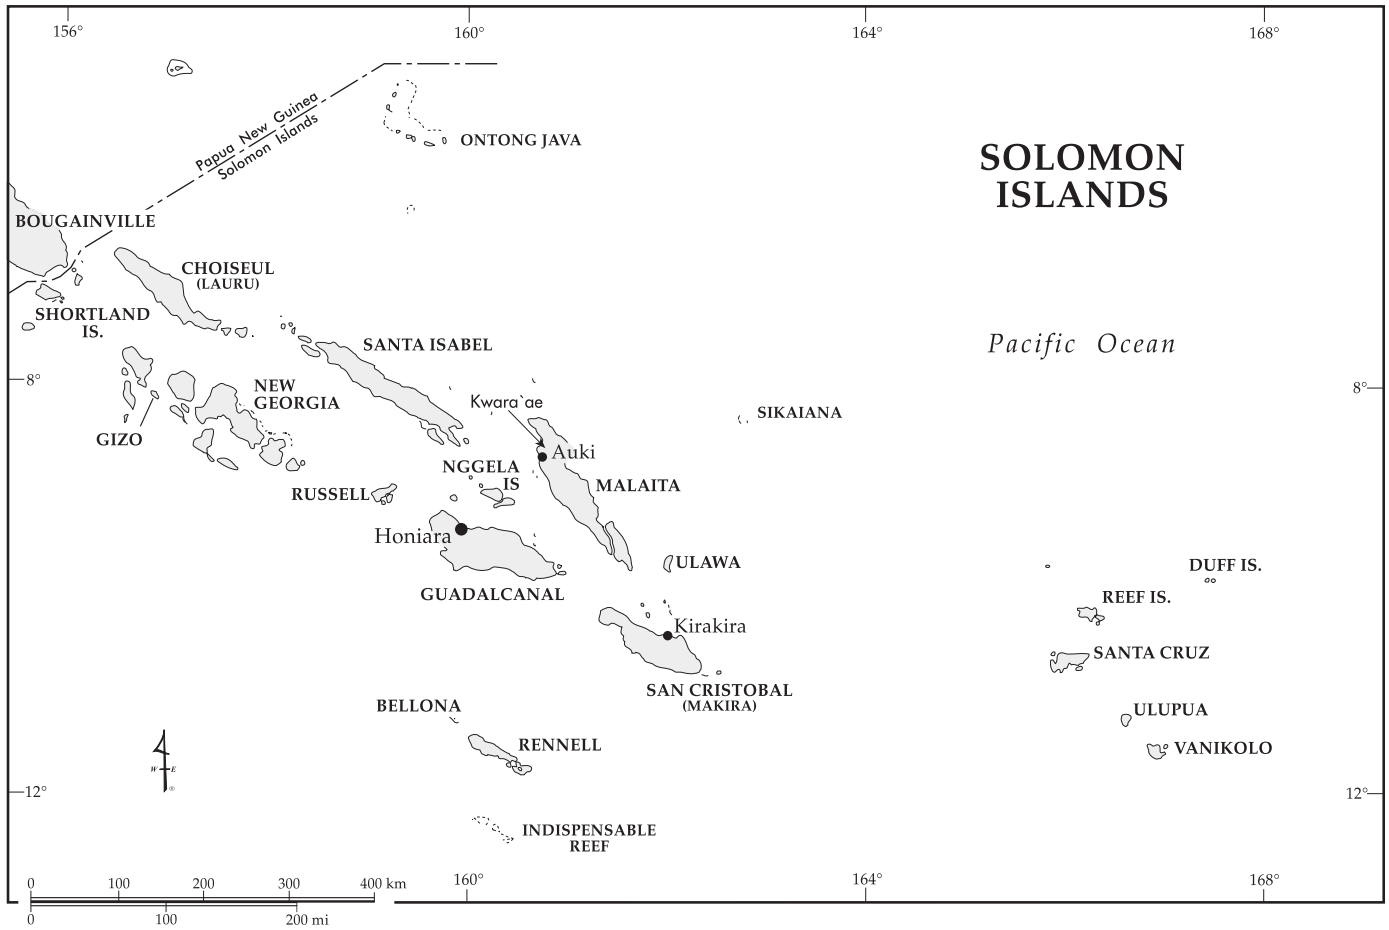 156°
160°
164°
168°
Papua New Guinea
Solomon Islands
ONTONG JAVA
SOLOMON
ISLANDS
BOUGAINVILLE
CHOISEUL
(LAURU)
SHORTLAND
IS.
SANTA ISABEL
Pacific Ocean
8°
8°
NEW
GEORGIA
Kwara`ae
SIKAIANA
GIZO
Auki
NGGELA
IS
MALAITA
RUSSELL
Honiara
ULAWA
DUFF IS.
GUADALCANAL
REEF IS.
Kirakira
SANTA CRUZ
SAN CRISTOBAL
(MAKIRA)
BELLONA
ULUPUA
RENNELL
VANIKOLO
W E
12°
12°
INDISPENSABLE
REEF
0 100 200 300 400 km
0 100 200 mi
160°
164°
168°